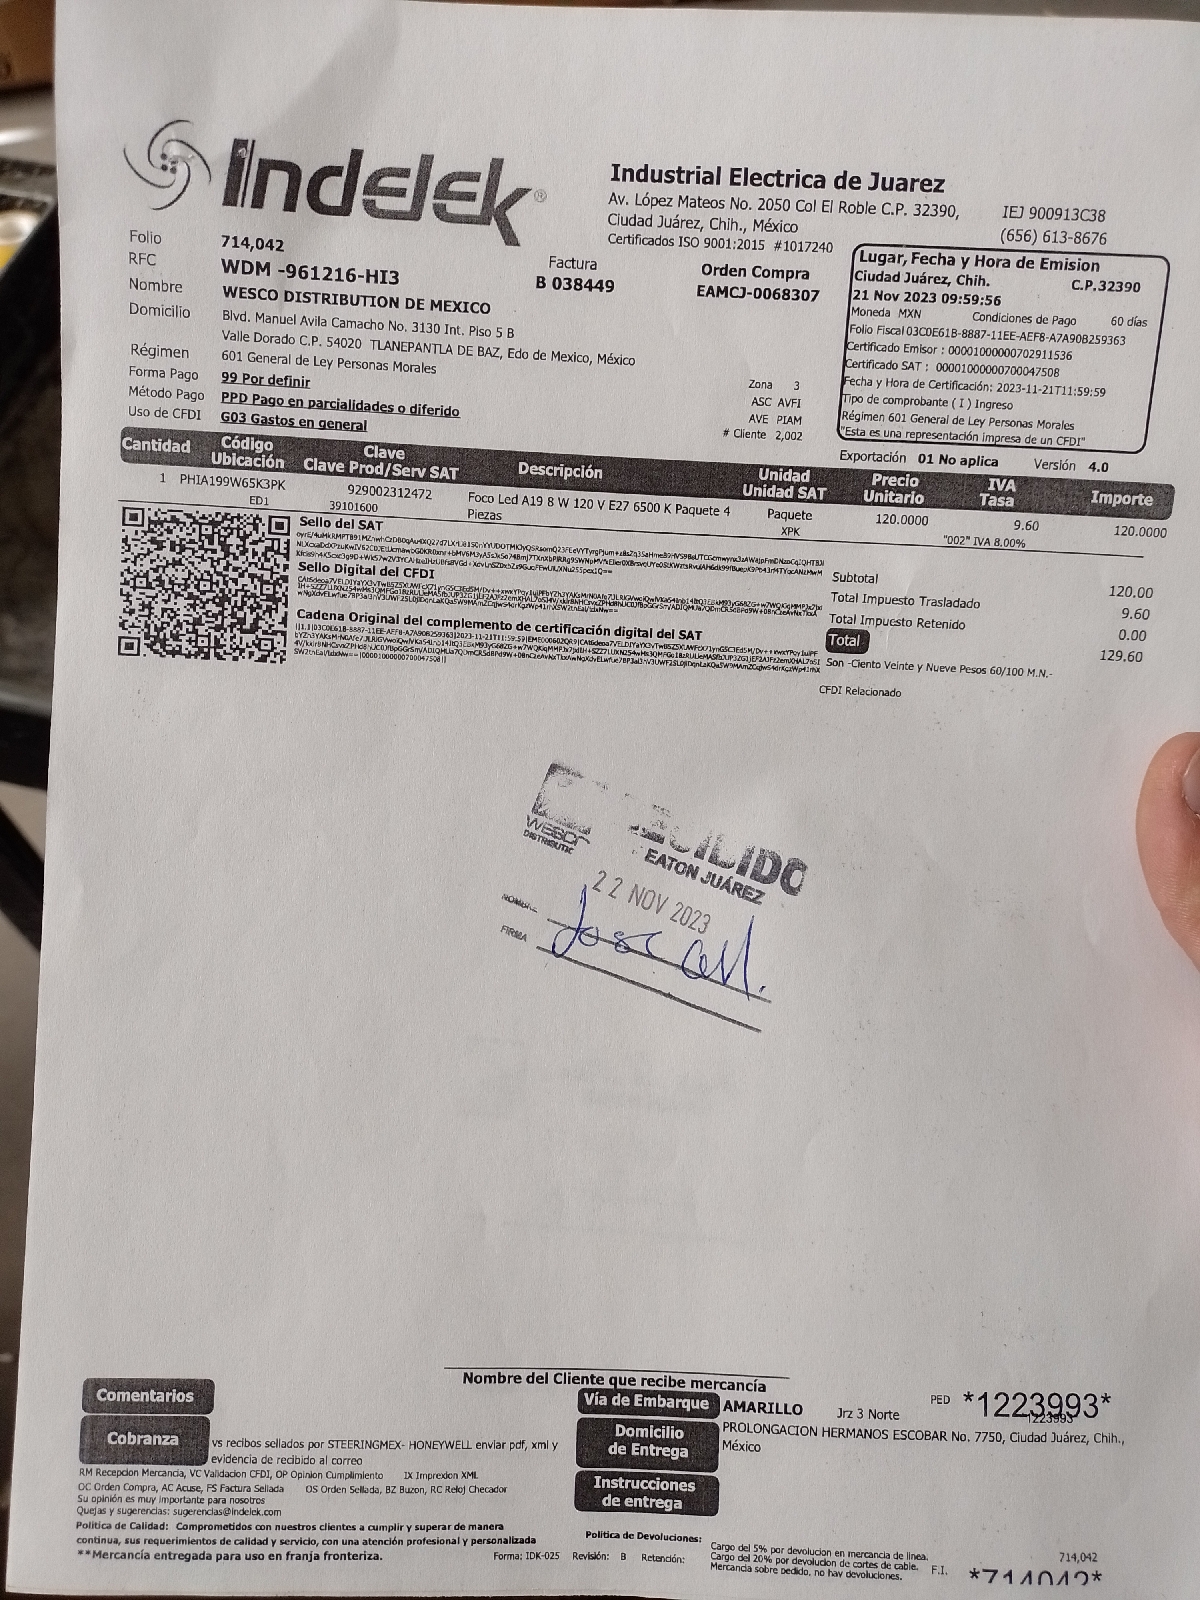 Indelek®
Industrial Electrica de Juarez
Av. López Mateos No. 2050 Col El Roble C.P. 32390,
Ciudad Juárez, Chih., México
Certificados ISO 9001:2015 #1017240
IEJ 900913C38
(656) 613-8676
Folio 714,042
RFC WDM -961216-HI3
Nombre WESCO DISTRIBUTION DE MEXICO
Domicilio Blvd. Manuel Avila Camacho No. 3130 Int. Piso 5 B
Valle Dorado C.P. 54020 TLANEPANTLA DE BAZ, Edo de Mexico, México
Régimen 601 General de Ley Personas Morales
Forma Pago 99 Por definir
Método Pago PPD Pago en parcialidades o diferido
Uso de CFDI G03 Gastos en general
Factura
B 038449
Orden Compra
EAMCJ-0068307
Zona 3
ASC AVFI
AVE PIAM
# Cliente 2,002
Lugar, Fecha y Hora de Emision
Ciudad Juárez, Chih. C.P.32390
21 Nov 2023 09:59:56
Moneda MXN Condiciones de Pago 60 días
Folio Fiscal 03C0E61B-8887-11EE-AEF8-A7A90B259363
Certificado Emisor : 00001000000702911536
Certificado SAT : 00001000000700047508
Fecha y Hora de Certificación: 2023-11-21T11:59:59
Tipo de comprobante ( I ) Ingreso
Régimen 601 General de Ley Personas Morales
"Esta es una representación impresa de un CFDI"
Exportación 01 No aplica Versión 4.0
Cantidad Código Ubicación Clave Clave Prod/Serv SAT Descripción Unidad Unidad SAT Precio Unitario IVA Tasa Importe
1 PHIA199W65K3PK 929002312472 Foco Led A19 8 W 120 V E27 6500 K Paquete 4 Paquete 120.0000 9.60 120.0000
ED1 39101600 Piezas XPK "002" IVA 8.00%
Sello del SAT
Sello Digital del CFDI
Cadena Original del complemento de certificación digital del SAT
Subtotal 120.00
Total Impuesto Trasladado 9.60
Total Impuesto Retenido 0.00
Total 129.60
Son -Ciento Veinte y Nueve Pesos 60/100 M.N.-
CFDI Relacionado
WESCO
EATON JUÁREZ
22 NOV 2023
FIRMA
Nombre del Cliente que recibe mercancía
Comentarios
Cobranza vs recibos sellados por STEERINGMEX- HONEYWELL enviar pdf, xml y
evidencia de recibido al correo
Vía de Embarque AMARILLO Jrz 3 Norte PED *1223993*
1223993
Domicilio de Entrega PROLONGACION HERMANOS ESCOBAR No. 7750, Ciudad Juárez, Chih.,
México
Instrucciones de entrega
RM Recepcion Mercancia, VC Validacion CFDI, OP Opinion Cumplimiento IX Impresion XML
OC Orden Compra, AC Acuse, FS Factura Sellada OS Orden Sellada, BZ Buzon, RC Reloj Checador
Su opinión es muy importante para nosotros
Quejas y sugerencias: sugerencias@indelek.com
Politica de Calidad: Comprometidos con nuestros clientes a cumplir y superar de manera
continua, sus requerimientos de calidad y servicio, con una atención profesional y personalizada
**Mercancía entregada para uso en franja fronteriza.
Forma: IDK-025 Revisión: B Retención:
Politica de Devoluciones:
Cargo del 5% por devolucion en mercancia de linea.
Cargo del 20% por devolucion de cortes de cable.
Mercancia sobre pedido, no hay devoluciones.
F.I.
714,042
*714042*